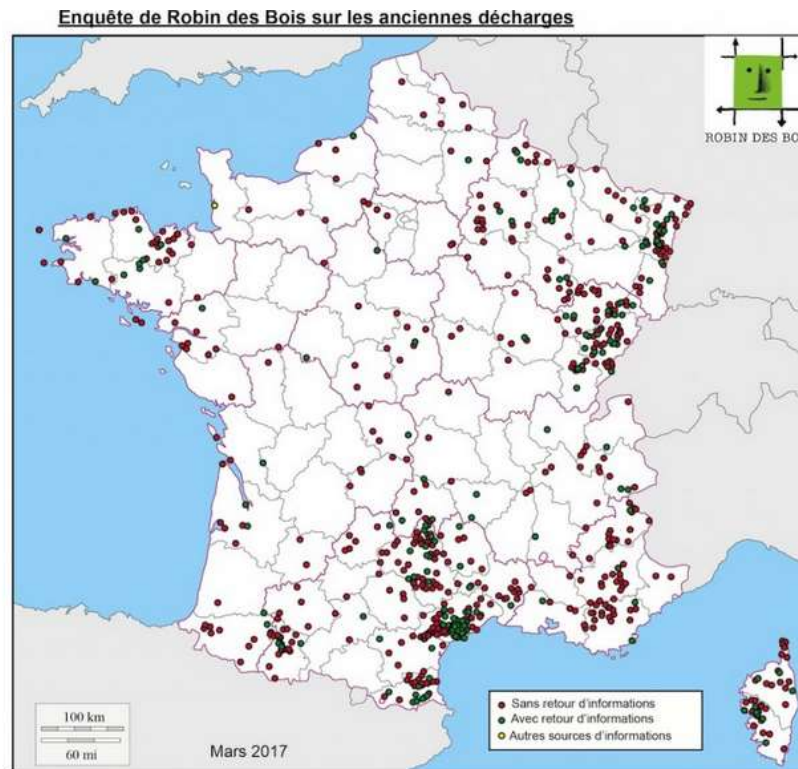 Enquête de Robin des Bois sur les anciennes décharges
ROBIN DES BO
Sans retour d'informations
Avec retour d'informations
Autres sources d'informations
100 km
60 mi
Mars 2017